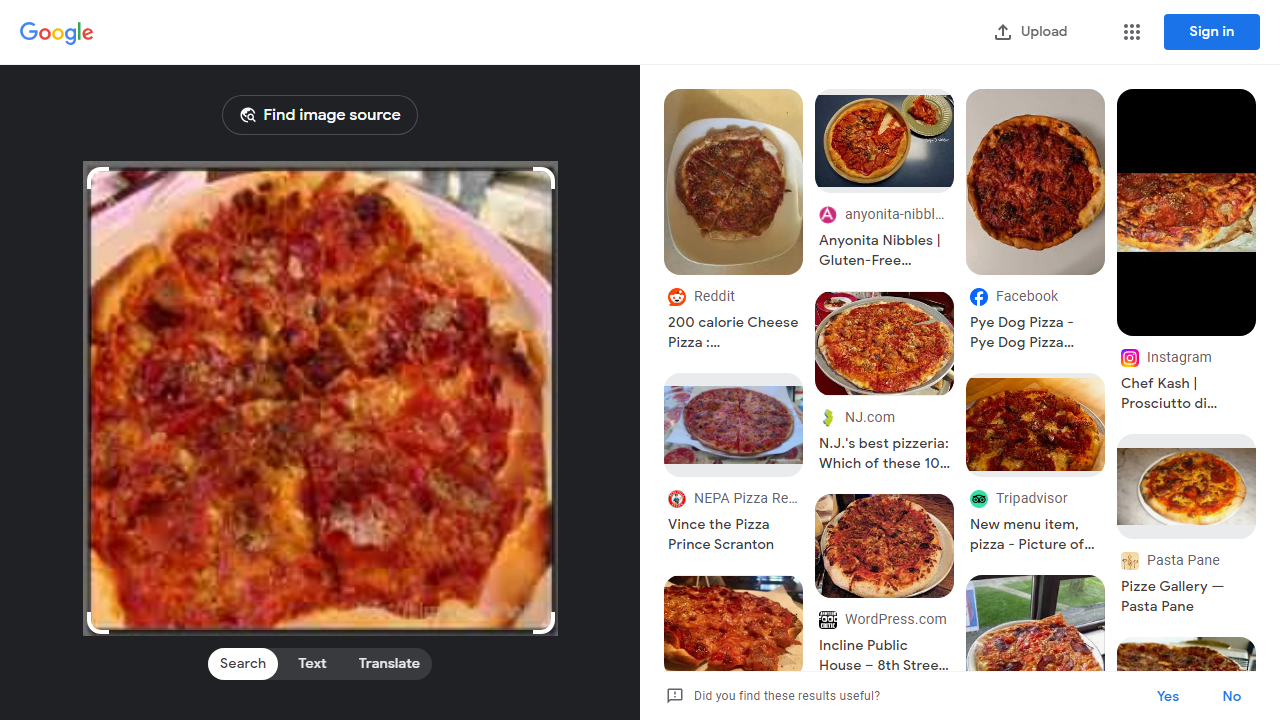 Google
Upload
Sign in
Find image source
Search
Text
Translate
Reddit
200 calorie Cheese
Pizza :...
NEPA Pizza Re...
Vince the Pizza
Prince Scranton
anyonita-nibbl...
Anyonita Nibbles |
Gluten-Free...
NJ.com
N.J.'s best pizzeria:
Which of these 10...
WordPress.com
Incline Public
House – 8th Stree...
Facebook
Pye Dog Pizza -
Pye Dog Pizza...
Tripadvisor
New menu item,
pizza - Picture of...
Instagram
Chef Kash |
Prosciutto di...
Pasta Pane
Pizze Gallery —
Pasta Pane
Did you find these results useful?
Yes
No